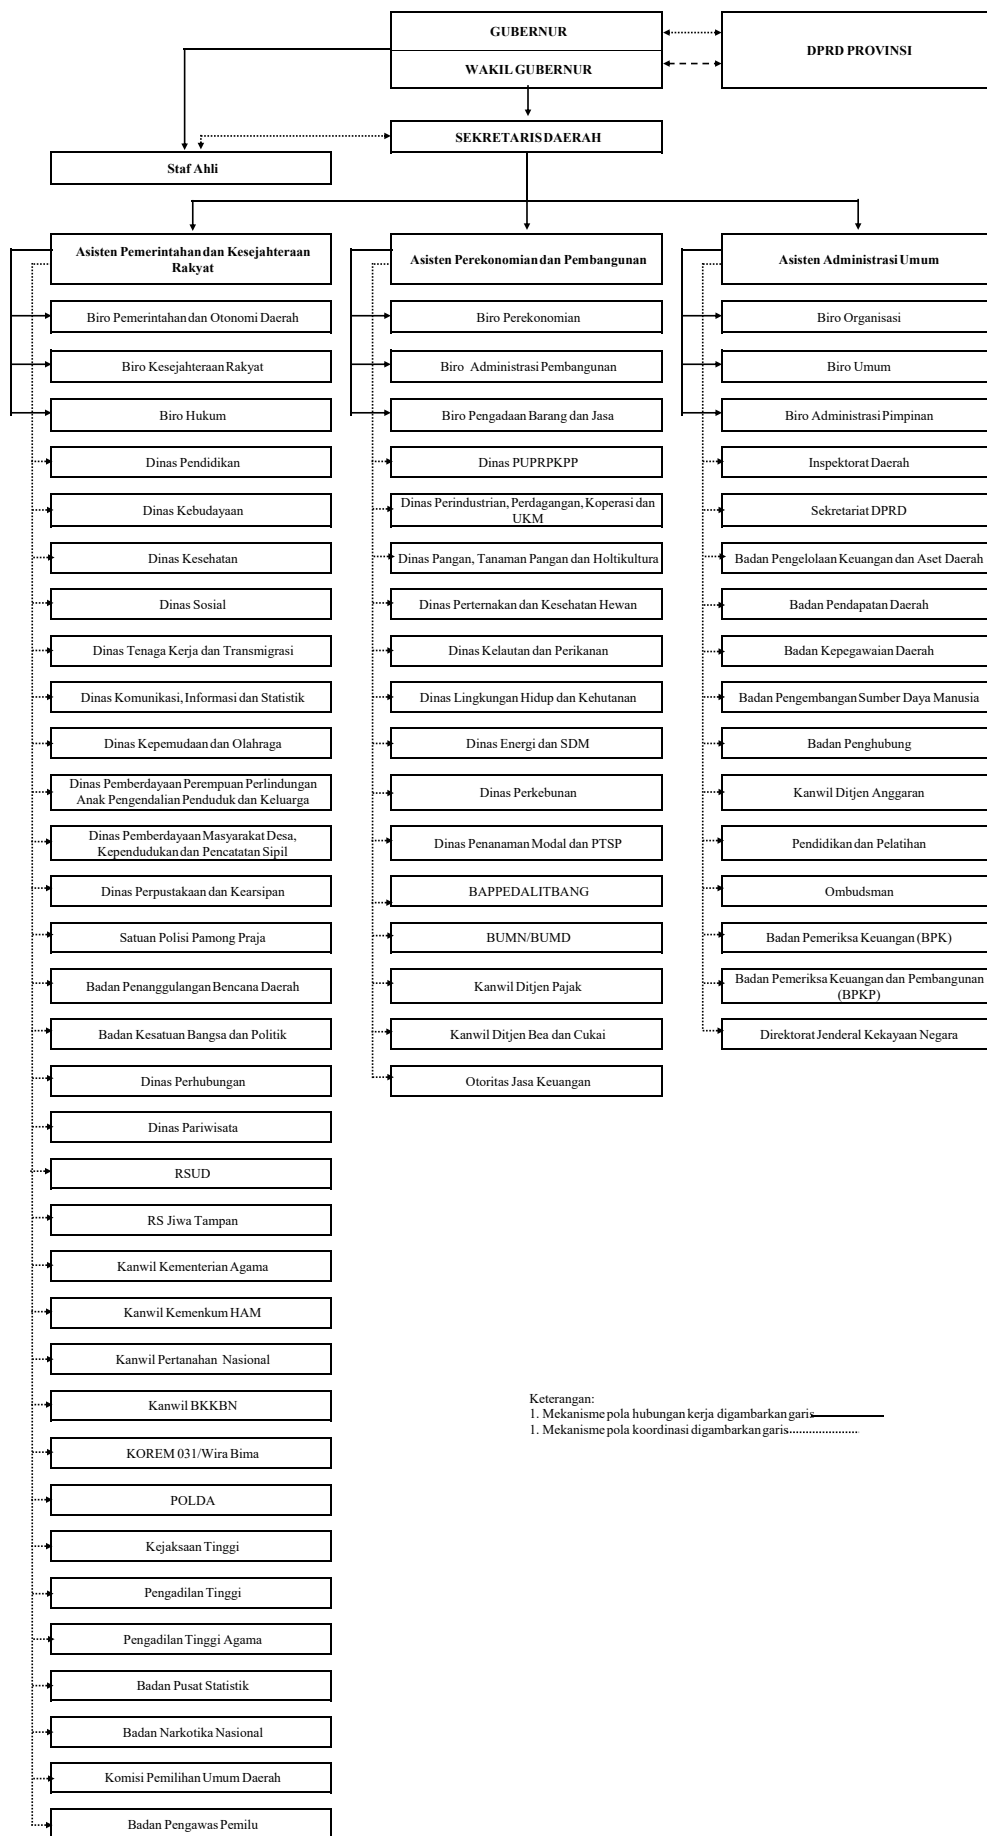 GUBERNUR
WAKIL GUBERNUR
DPRD PROVINSI
SEKRETARIS DAERAH
Staf Ahli
Asisten Pemerintahan dan Kesejahteraan
Rakyat
Biro Pemerintahan dan Otonomi Daerah
Biro Kesejahteraan Rakyat
Biro Hukum
Dinas Pendidikan
Dinas Kebudayaan
Dinas Kesehatan
Dinas Sosial
Dinas Tenaga Kerja dan Transmigrasi
Dinas Komunikasi, Informasi dan Statistik
Dinas Kepemudaan dan Olahraga
Dinas Pemberdayaan Perempuan Perlindungan
Anak Pengendalian Penduduk dan Keluarga
Dinas Pemberdayaan Masyarakat Desa,
Kependudukan dan Pencatatan Sipil
Dinas Perpustakaan dan Kearsipan
Satuan Polisi Pamong Praja
Badan Penanggulangan Bencana Daerah
Badan Kesatuan Bangsa dan Politik
Dinas Perhubungan
Dinas Pariwisata
RSUD
RS Jiwa Tampan
Kanwil Kementerian Agama
Kanwil Kemenkum HAM
Kanwil Pertanahan Nasional
Kanwil BKKBN
KOREM 031/Wira Bima
POLDA
Kejaksaan Tinggi
Pengadilan Tinggi
Pengadilan Tinggi Agama
Badan Pusat Statistik
Badan Narkotika Nasional
Komisi Pemilihan Umum Daerah
Badan Pengawas Pemilu
Asisten Perekonomian dan Pembangunan
Biro Perekonomian
Biro Administrasi Pembangunan
Biro Pengadaan Barang dan Jasa
Dinas PUPRPKPP
Dinas Perindustrian, Perdagangan, Koperasi dan
UKM
Dinas Pangan, Tanaman Pangan dan Holtikultura
Dinas Perternakan dan Kesehatan Hewan
Dinas Kelautan dan Perikanan
Dinas Lingkungan Hidup dan Kehutanan
Dinas Energi dan SDM
Dinas Perkebunan
Dinas Penanaman Modal dan PTSP
BAPPEDALITBANG
BUMN/BUMD
Kanwil Ditjen Pajak
Kanwil Ditjen Bea dan Cukai
Otoritas Jasa Keuangan
Asisten Administrasi Umum
Biro Organisasi
Biro Umum
Biro Administrasi Pimpinan
Inspektorat Daerah
Sekretariat DPRD
Badan Pengelolaan Keuangan dan Aset Daerah
Badan Pendapatan Daerah
Badan Kepegawaian Daerah
Badan Pengembangan Sumber Daya Manusia
Badan Penghubung
Kanwil Ditjen Anggaran
Pendidikan dan Pelatihan
Ombudsman
Badan Pemeriksa Keuangan (BPK)
Badan Pemeriksa Keuangan dan Pembangunan
(BPKP)
Direktorat Jenderal Kekayaan Negara
Keterangan:
1. Mekanisme pola hubungan kerja digambarkan garis
1. Mekanisme pola koordinasi digambarkan garis